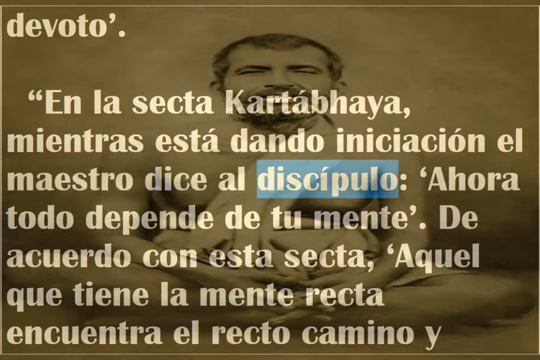 devoto’.
“En la secta Kartábhaya,
mientras está dando iniciación el
maestro dice al discípulo: ‘Ahora
todo depende de tu mente’. De
acuerdo con esta secta, ‘Aquel
que tiene la mente recta
encuentra el recto camino y